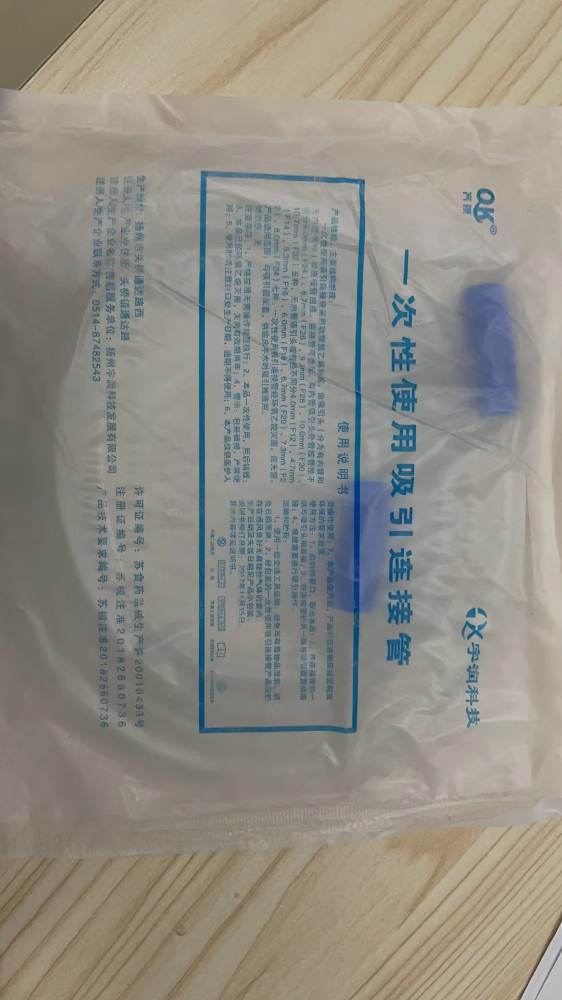 QK®
齐康
宇润科技
一次性使用吸引连接管
使用说明书
产品性能、主要结构组成：
一次性使用吸引连接管采用软聚氯乙烯制成，由吸引头（分为有内管和
无内管两种）和连接管组成，连接管可选配。有内管吸引头外管按管径不
同分8.0mm（F24）、8.7mm（F26）、9.3mm（F28）、10.0mm（F30）、
10.7mm（F32）五种，无内管吸引头按管径不同分4.0mm（F12）、4.7mm
（F14）、5.3mm（F16）、6.0mm（F18）、6.7mm（F20）、7.3mm（F2
2）、8.0mm（F24）七种。一次性使用吸引连接管经环氧乙烷灭菌，应无菌。
产品适用范围：与吸引器配套，供临床手术时吸引残液用。
禁忌症：无
注意事项：1、严格按照无菌操作规范执行；2、本品一次性使用，用后销毁；
3、本品已经环氧乙烷灭菌，灭菌有效期两年；4、警示：包装破损，严禁使
用；5、使用时请注意封口处生产日期，逾期不得使用；6、本产品仅供医护人
员操作使用；7、本产品使用后，产品和包装物应按医院或
环保的要求处置。
使用方法：1、启封撕裂口，取出本品；2、将连接管的一
端与吸引头相连接；3、将连接管的另一端与吸引装置相连
接；4、根据需要进行吸引操作。
运输和贮存：
1、使用一般交通工具运输，避免与有毒物品混装，避
免日晒雨淋。2、经包装的一次性使用吸引连接管产品应贮
存在通风良好无腐蚀性气体的室内。
生产日期及失效日期见产品小包装。
说明书修订日期：2017年11月15日
其他内容详见说明书。
STERILE
STERILE EO
不得二次使用
无菌
环氧乙烷灭菌
生产地址：扬州市头桥通达路西
注册人/生产企业住所：头桥镇通达路
注册人/生产企业名称/售后服务单位：扬州宇润科技发展有限公司
注册人/生产企业联系方式：0514-87482543
许可证编号：苏食药监械生产许20010433号
注册证编号：苏械注准20182660736
产品技术要求编号：苏械注准20182660736